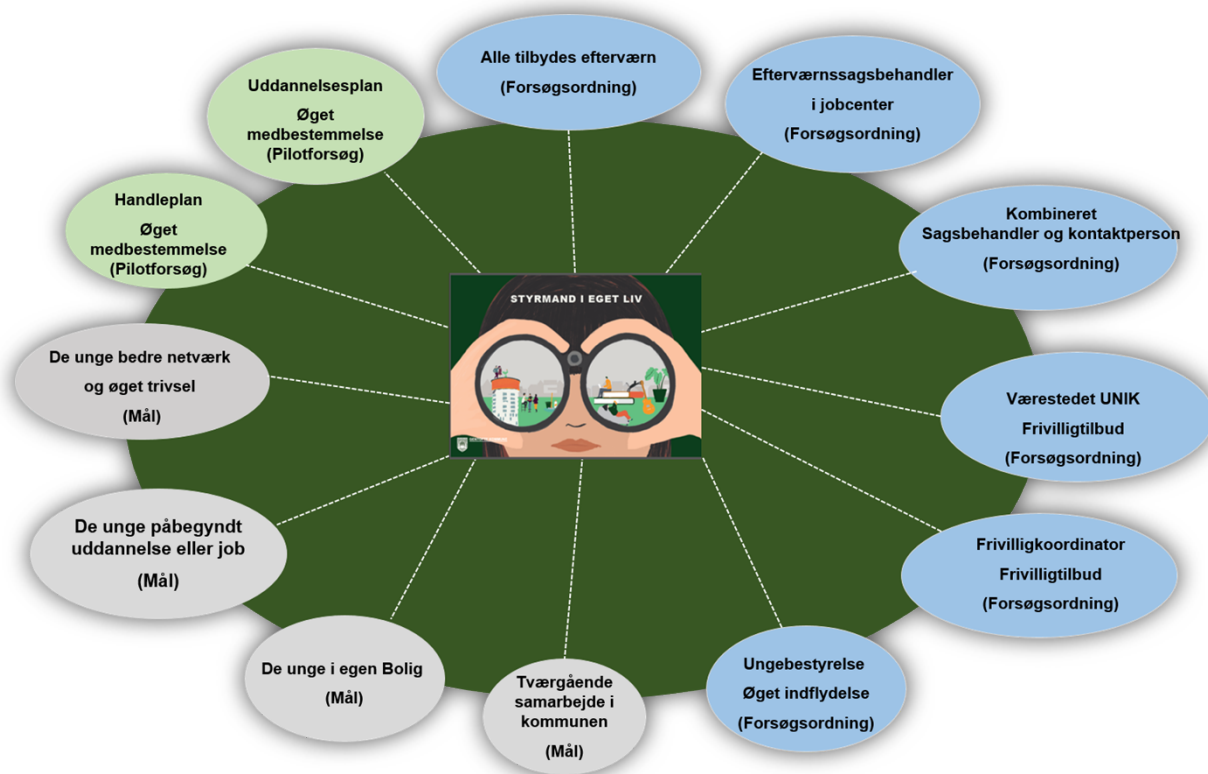 Alle tilbydes efterværn
(Forsøgsordning)
Efterværnssagsbehandler
i jobcenter
(Forsøgsordning)
Kombineret
Sagsbehandler og kontaktperson
(Forsøgsordning)
Værestedet UNIK
Frivilligtilbud
(Forsøgsordning)
Frivilligkoordinator
Frivilligtilbud
(Forsøgsordning)
Ungebestyrelse
Øget indflydelse
(Forsøgsordning)
Tværgående
samarbejde i
kommunen
(Mål)
De unge i egen Bolig
(Mål)
De unge påbegyndt
uddannelse eller job
(Mål)
De unge bedre netværk
og øget trivsel
(Mål)
Handleplan
Øget
medbestemmelse
(Pilotforsøg)
Uddannelsesplan
Øget
medbestemmelse
(Pilotforsøg)
STYRMAND I EGET LIV